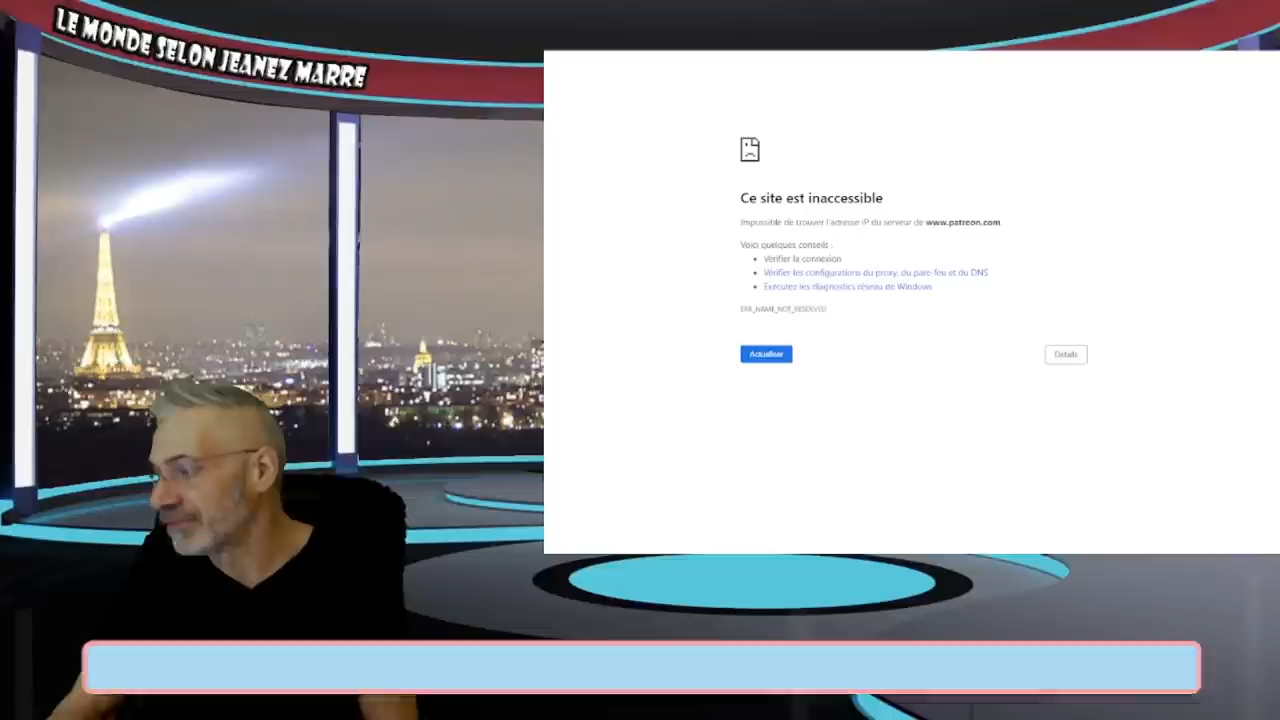 LE MONDE SELON JEANEZ MARRE
Ce site est inaccessible
Impossible de trouver l'adresse IP du serveur de www.patreon.com.
Voici quelques conseils :
Vérifier la connexion
Vérifier les configurations du proxy, du pare-feu et du DNS
Exécutez les diagnostics réseau de Windows
ERR_NAME_NOT_RESOLVED
Actualiser
Détails